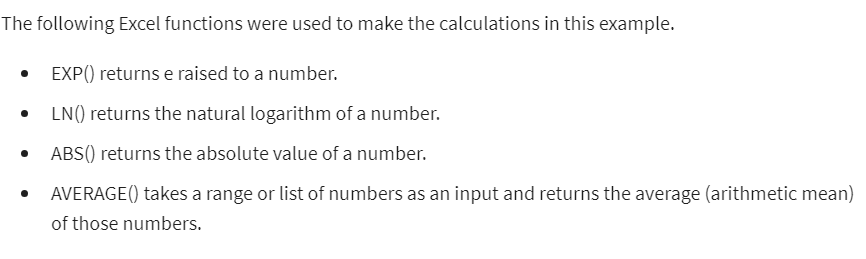 The following Excel functions were used to make the calculations in this example.
• EXP() returns e raised to a number.
• LN() returns the natural logarithm of a number.
• ABS() returns the absolute value of a number.
• AVERAGE() takes a range or list of numbers as an input and returns the average (arithmetic mean)
of those numbers.